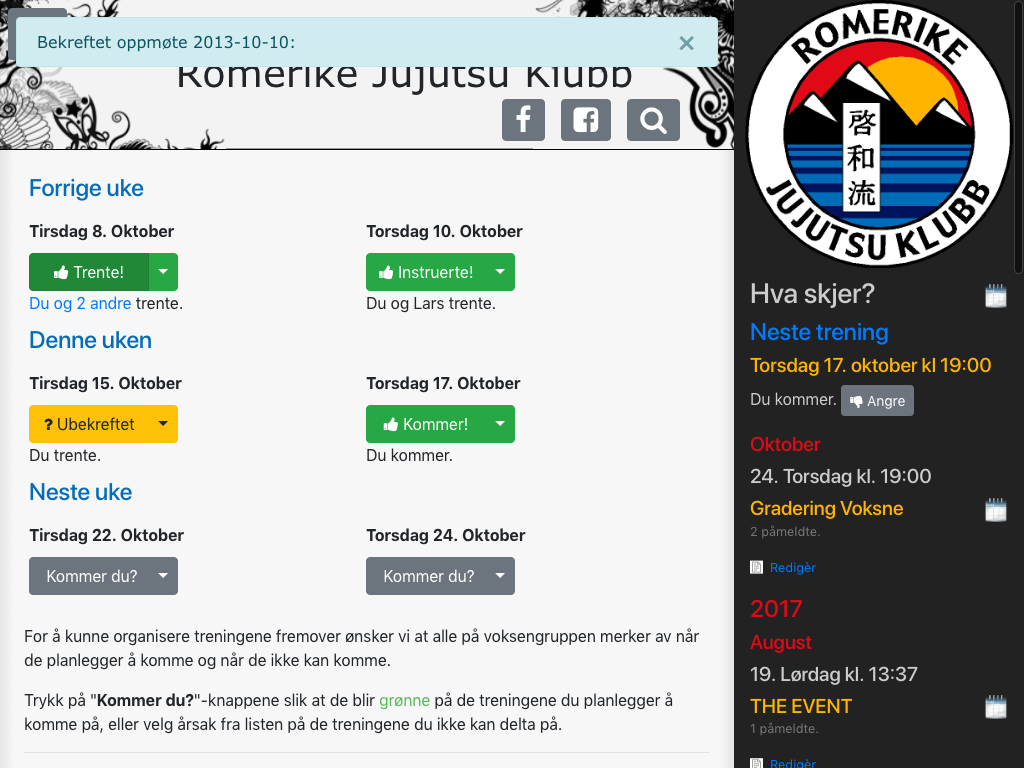 Bekreftet oppmøte 2013-10-10:
×
Romerike Jujutsu Klubb
Forrige uke
Tirsdag 8. Oktober
Torsdag 10. Oktober
Trente!
Instruerte!
Du og 2 andre trente.
Du og Lars trente.
Denne uken
Tirsdag 15. Oktober
Torsdag 17. Oktober
? Ubekreftet
Kommer!
Du trente.
Du kommer.
Neste uke
Tirsdag 22. Oktober
Torsdag 24. Oktober
Kommer du?
Kommer du?
For å kunne organisere treningene fremover ønsker vi at alle på voksengruppen merker av når
de planlegger å komme og når de ikke kan komme.
Trykk på "Kommer du?"-knappene slik at de blir grønne på de treningene du planlegger å
komme på, eller velg årsak fra listen på de treningene du ikke kan delta på.
ROMERIKE
啓
和
流
JUJUTSU KLUBB
Hva skjer?
Neste trening
Torsdag 17. oktober kl 19:00
Du kommer. Angre
Oktober
24. Torsdag kl. 19:00
Gradering Voksne
2 påmeldte.
Redigèr
2017
August
19. Lørdag kl. 13:37
THE EVENT
1 påmeldte.
Redigèr